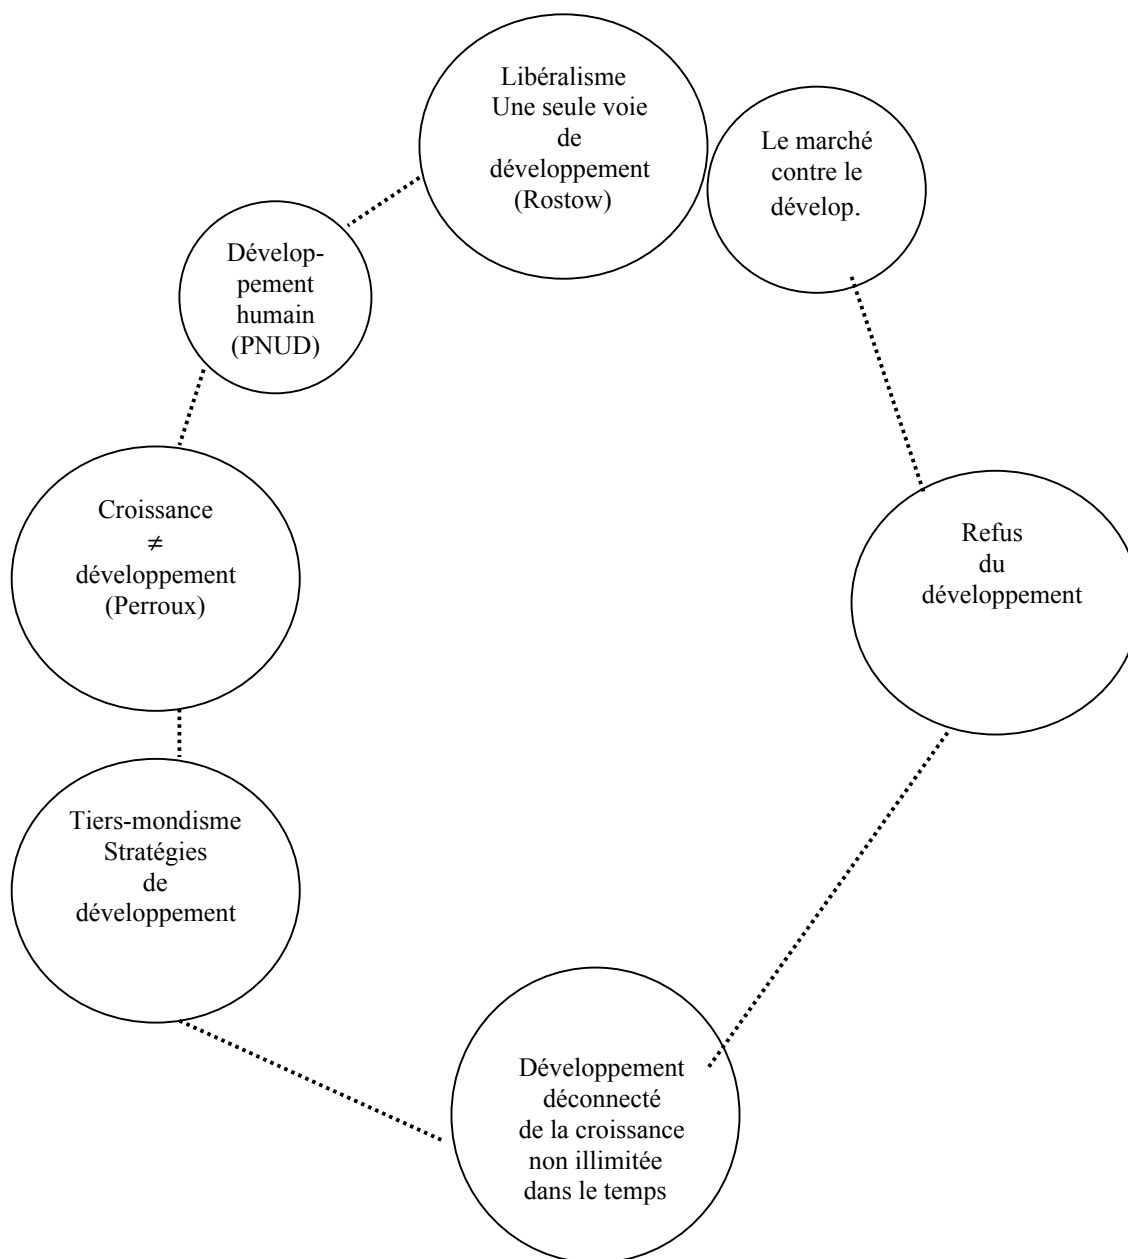 Libéralisme
Une seule voie
de
développement
(Rostow)
Le marché
contre le
dévelop.
Dévelop-
pement
humain
(PNUD)
Croissance
≠
développement
(Perroux)
Refus
du
développement
Tiers-mondisme
Stratégies
de
développement
Développement
déconnecté
de la croissance
non illimitée
dans le temps